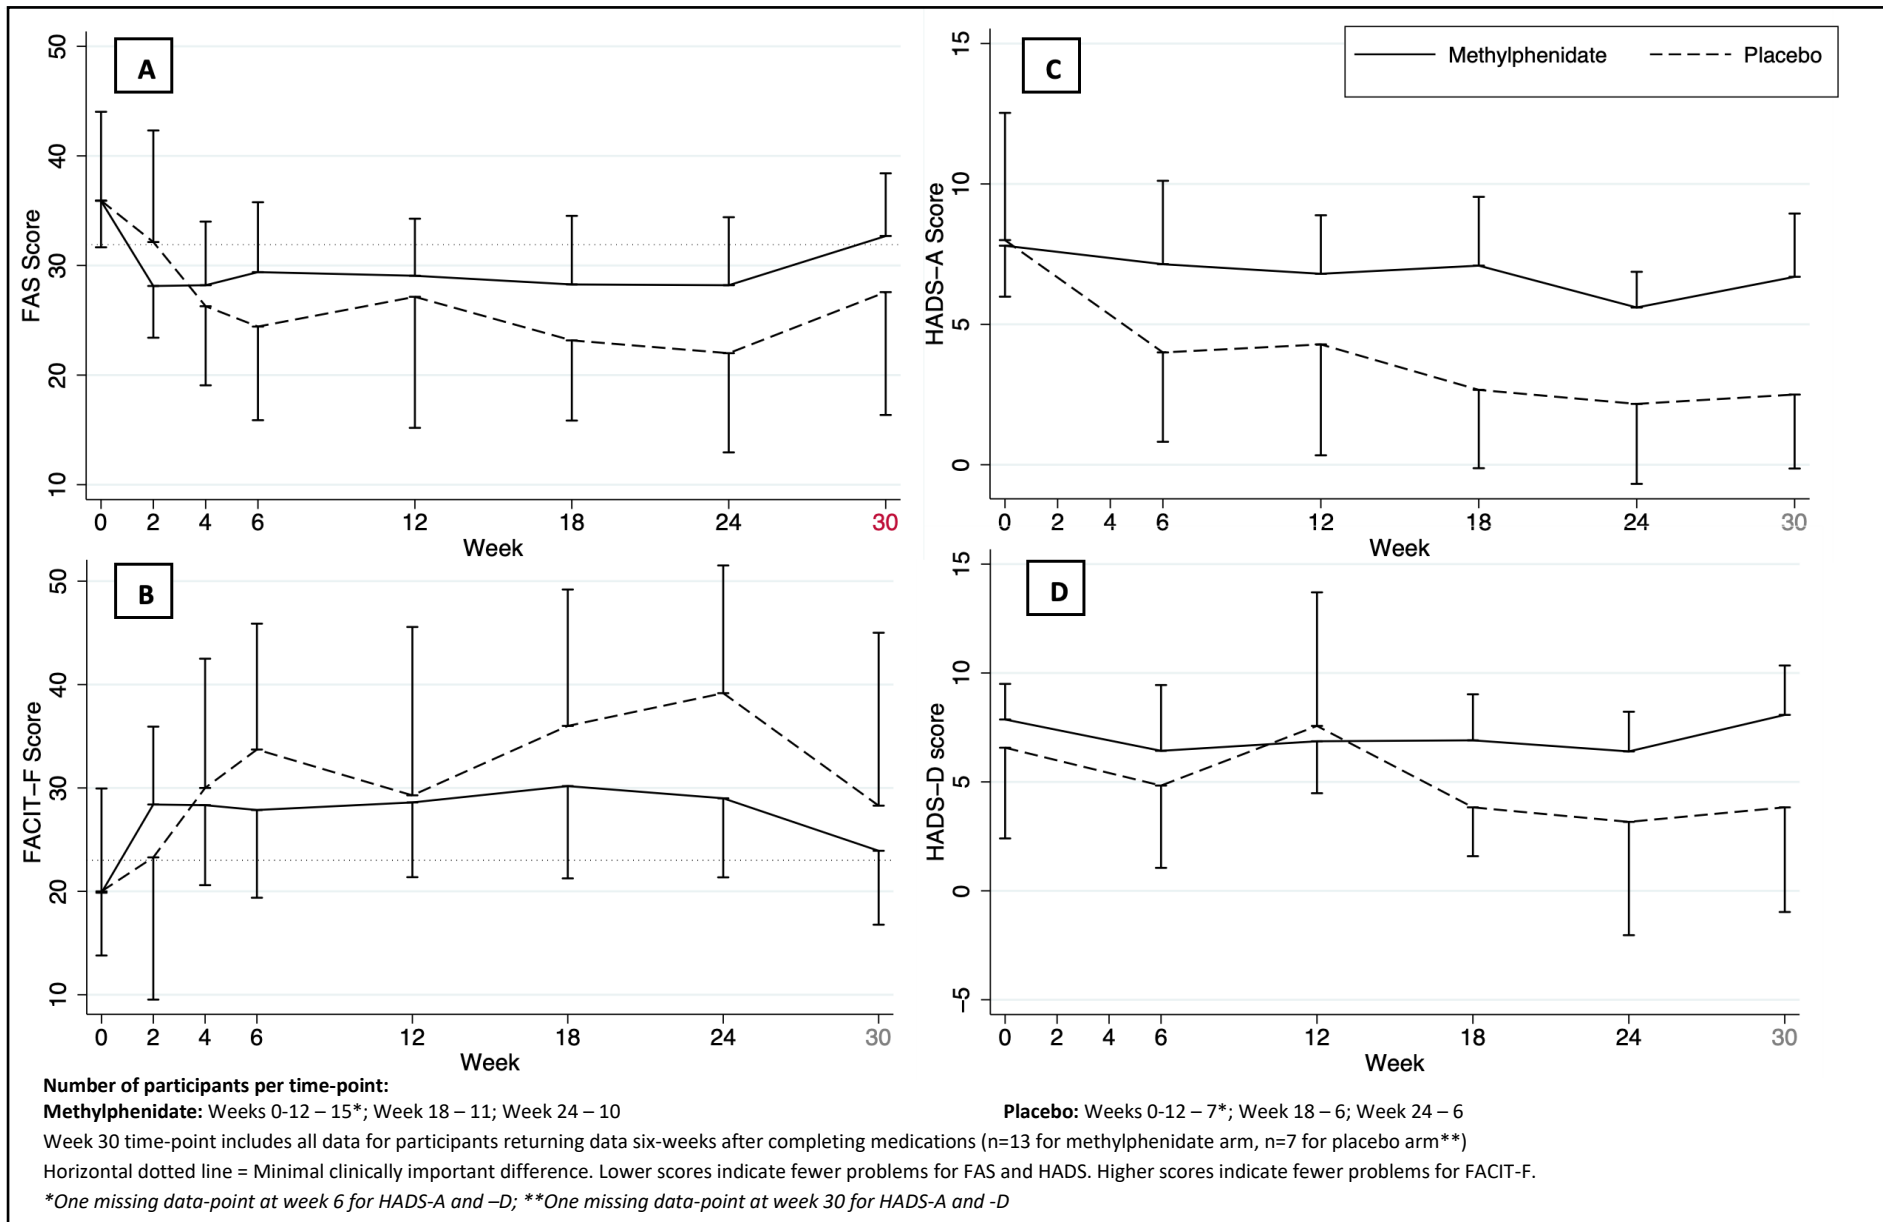 A
FAS Score
50
40
30
20
10
0 2 4 6 12 18 24 30
Week
C
Methylphenidate Placebo
HADS–A Score
15
10
5
0
0 2 4 6 12 18 24 30
Week
B
FACIT–F Score
50
40
30
20
10
0 2 4 6 12 18 24 30
Week
D
HADS–D score
15
10
5
0
–5
0 2 4 6 12 18 24 30
Week
Number of participants per time-point:
Methylphenidate: Weeks 0-12 – 15*; Week 18 – 11; Week 24 – 10
Placebo: Weeks 0-12 – 7*; Week 18 – 6; Week 24 – 6
Week 30 time-point includes all data for participants returning data six-weeks after completing medications (n=13 for methylphenidate arm, n=7 for placebo arm**)
Horizontal dotted line = Minimal clinically important difference. Lower scores indicate fewer problems for FAS and HADS. Higher scores indicate fewer problems for FACIT-F.
*One missing data-point at week 6 for HADS-A and –D; **One missing data-point at week 30 for HADS-A and -D